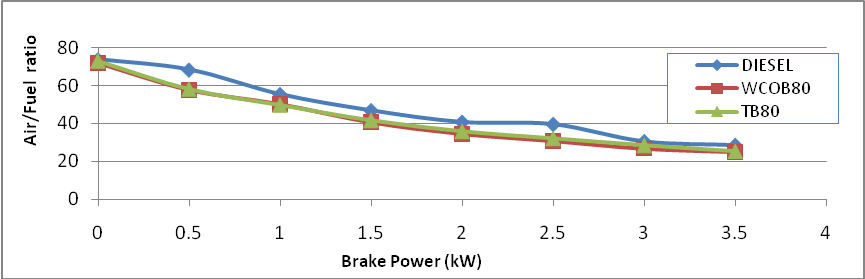 Air/Fuel ratio
80
60
40
20
0
0 0.5 1 1.5 2 2.5 3 3.5 4
Brake Power (kW)
DIESEL
WCOB80
TB80